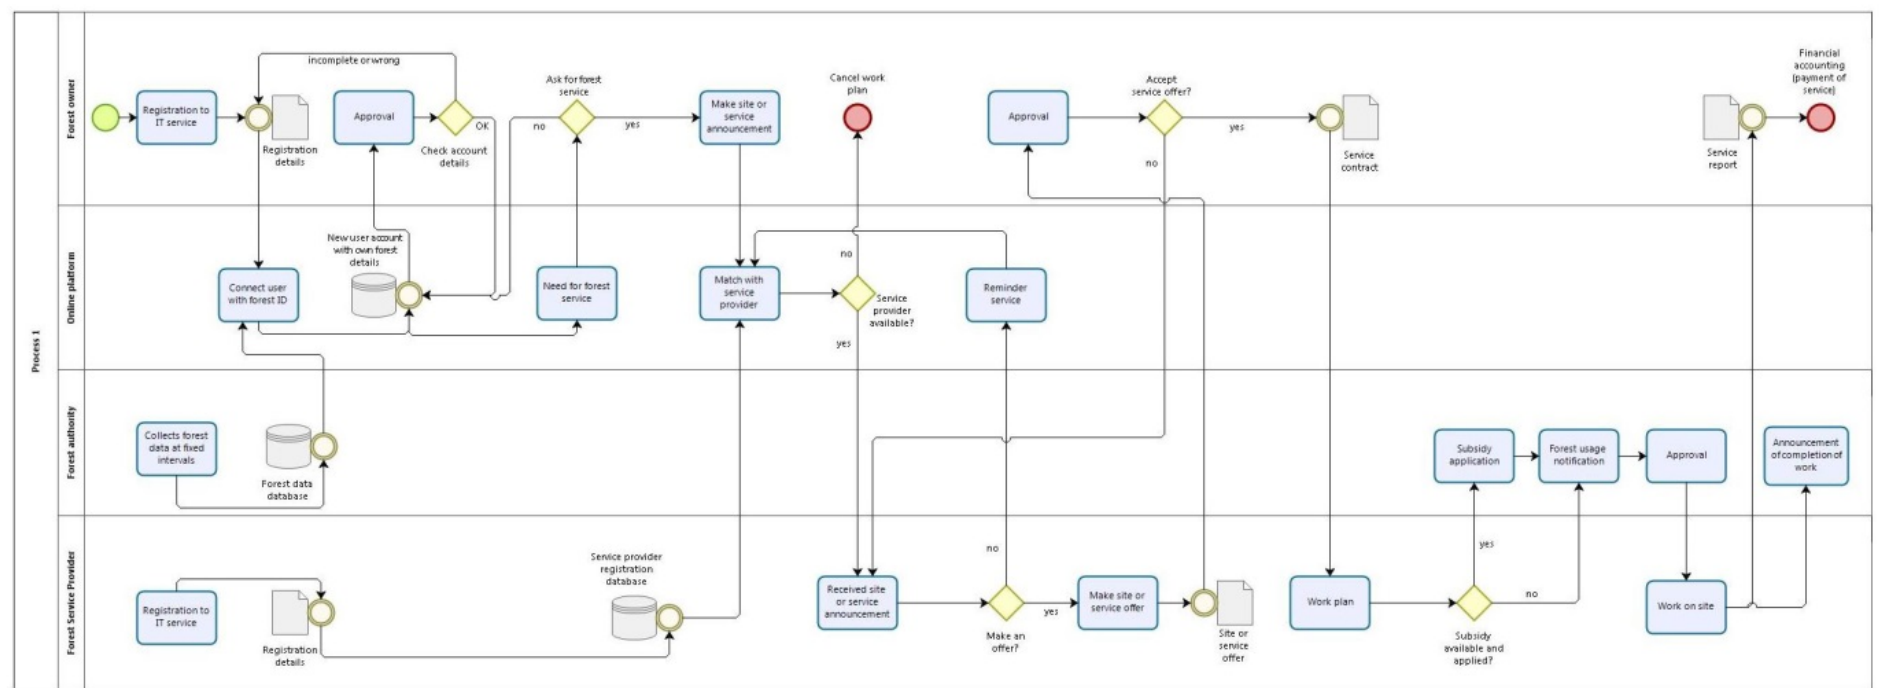 Process 1
Forest owner
Registration to
IT service
incomplete or wrong
Registration
details
Approval
OK
Check account
details
Ask for forest
service
no
yes
Make site or
service
announcement
Cancel work
plan
Approval
Accept
service offer?
yes
no
Service
contract
Service
report
Financial
accounting
(payment of
service)
Online platform
Connect user
with forest ID
New user account
with own forest
details
Need for forest
service
Match with
service
provider
no
Service
provider
available?
yes
Reminder
service
Forest authority
Collects forest
data at fixed
intervals
Forest data
database
Subsidy
application
Forest usage
notification
Approval
Announcement
of completion of
work
Forest Service Provider
Registration to
IT service
Registration
details
Service provider
registration
database
Received site
or service
announcement
no
Make an
offer?
yes
Make site or
service offer
Site or
service
offer
Work plan
yes
Subsidy
available and
applied?
no
Work on site